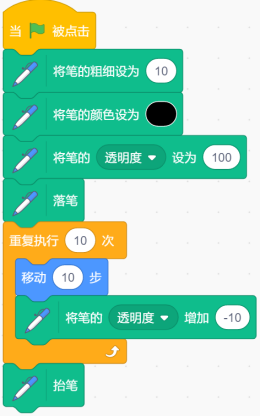 当 被点击
将笔的粗细设为 10
将笔的颜色设为
将笔的 透明度 设为 100
落笔
重复执行 10 次
移动 10 步
将笔的 透明度 增加 -10
抬笔